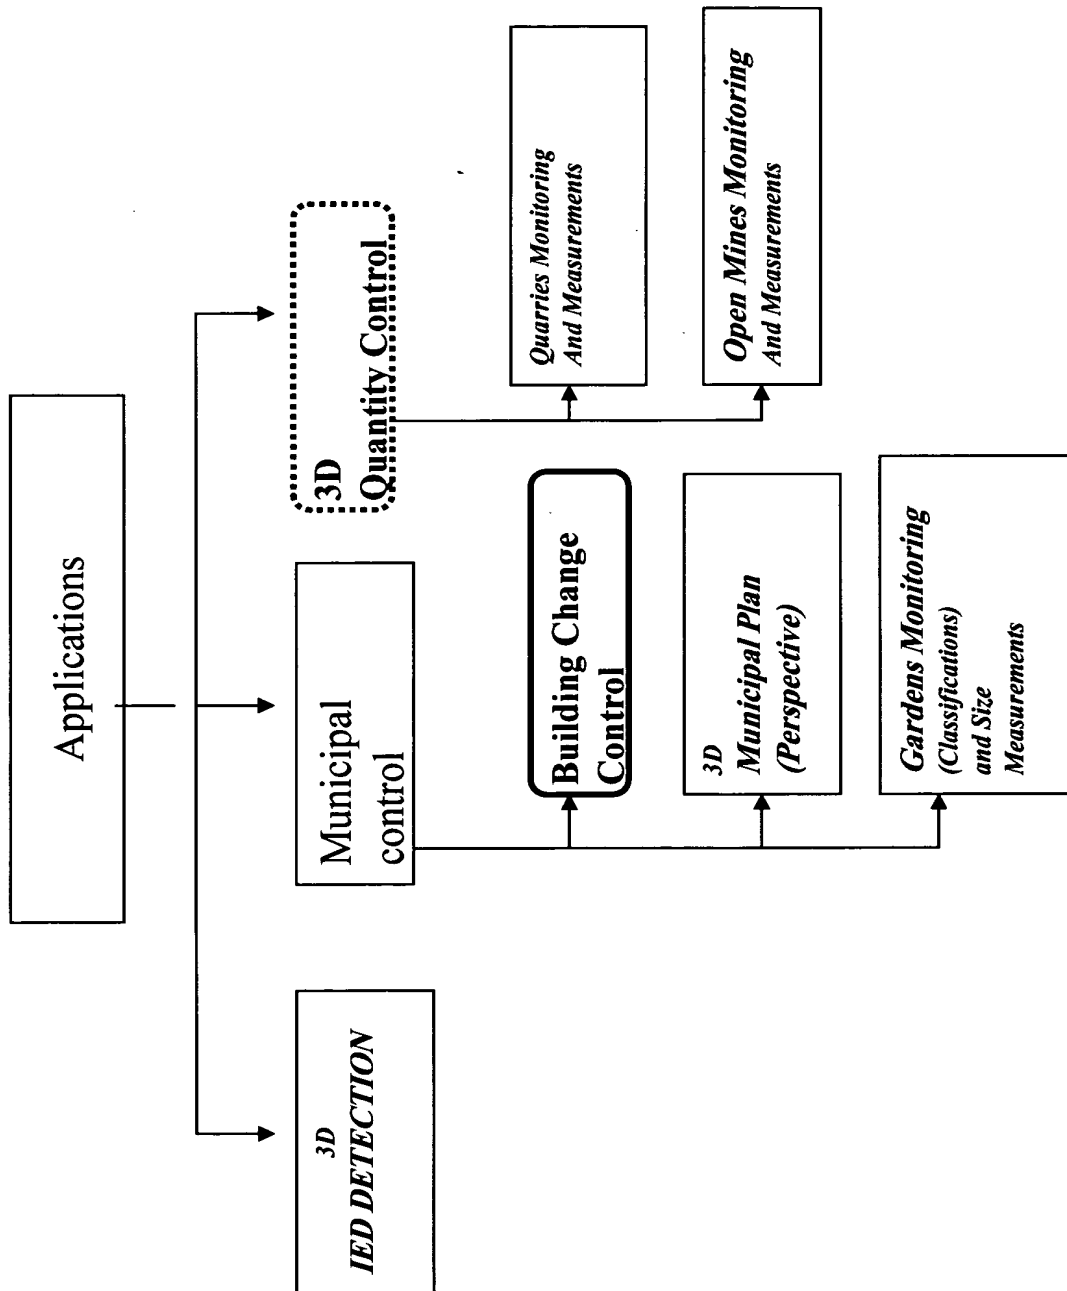 Applications
3D
IED DETECTION
Municipal
control
Building Change
Control
3D
Municipal Plan
(Perspective)
Gardens Monitoring
(Classifications)
and Size
Measurements
3D
Quantity Control
Quarries Monitoring
And Measurements
Open Mines Monitoring
And Measurements